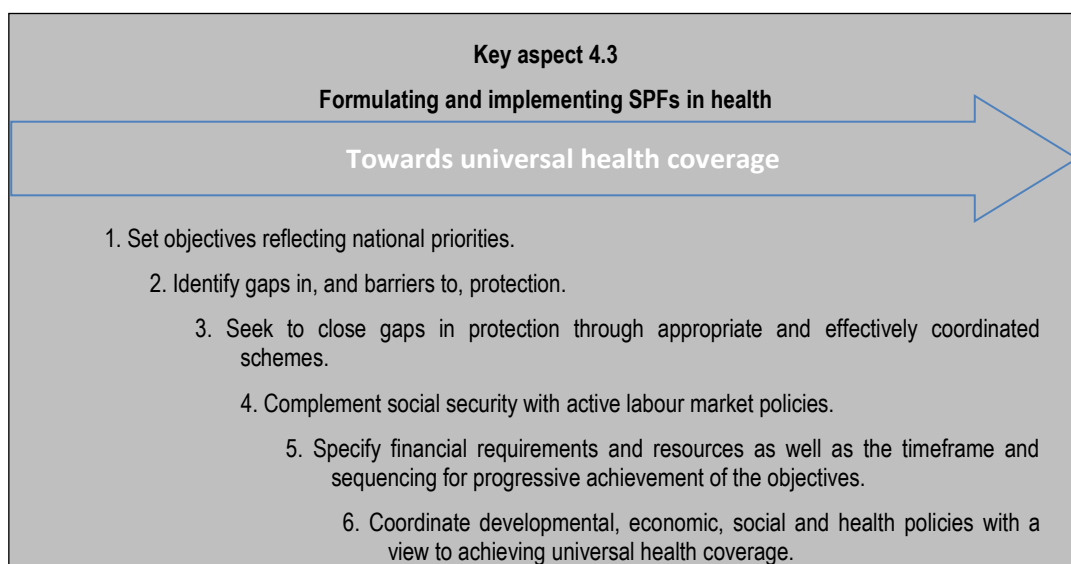 Key aspect 4.3
Formulating and implementing SPFs in health
Towards universal health coverage
1. Set objectives reflecting national priorities.
2. Identify gaps in, and barriers to, protection.
3. Seek to close gaps in protection through appropriate and effectively coordinated
schemes.
4. Complement social security with active labour market policies.
5. Specify financial requirements and resources as well as the timeframe and
sequencing for progressive achievement of the objectives.
6. Coordinate developmental, economic, social and health policies with a
view to achieving universal health coverage.